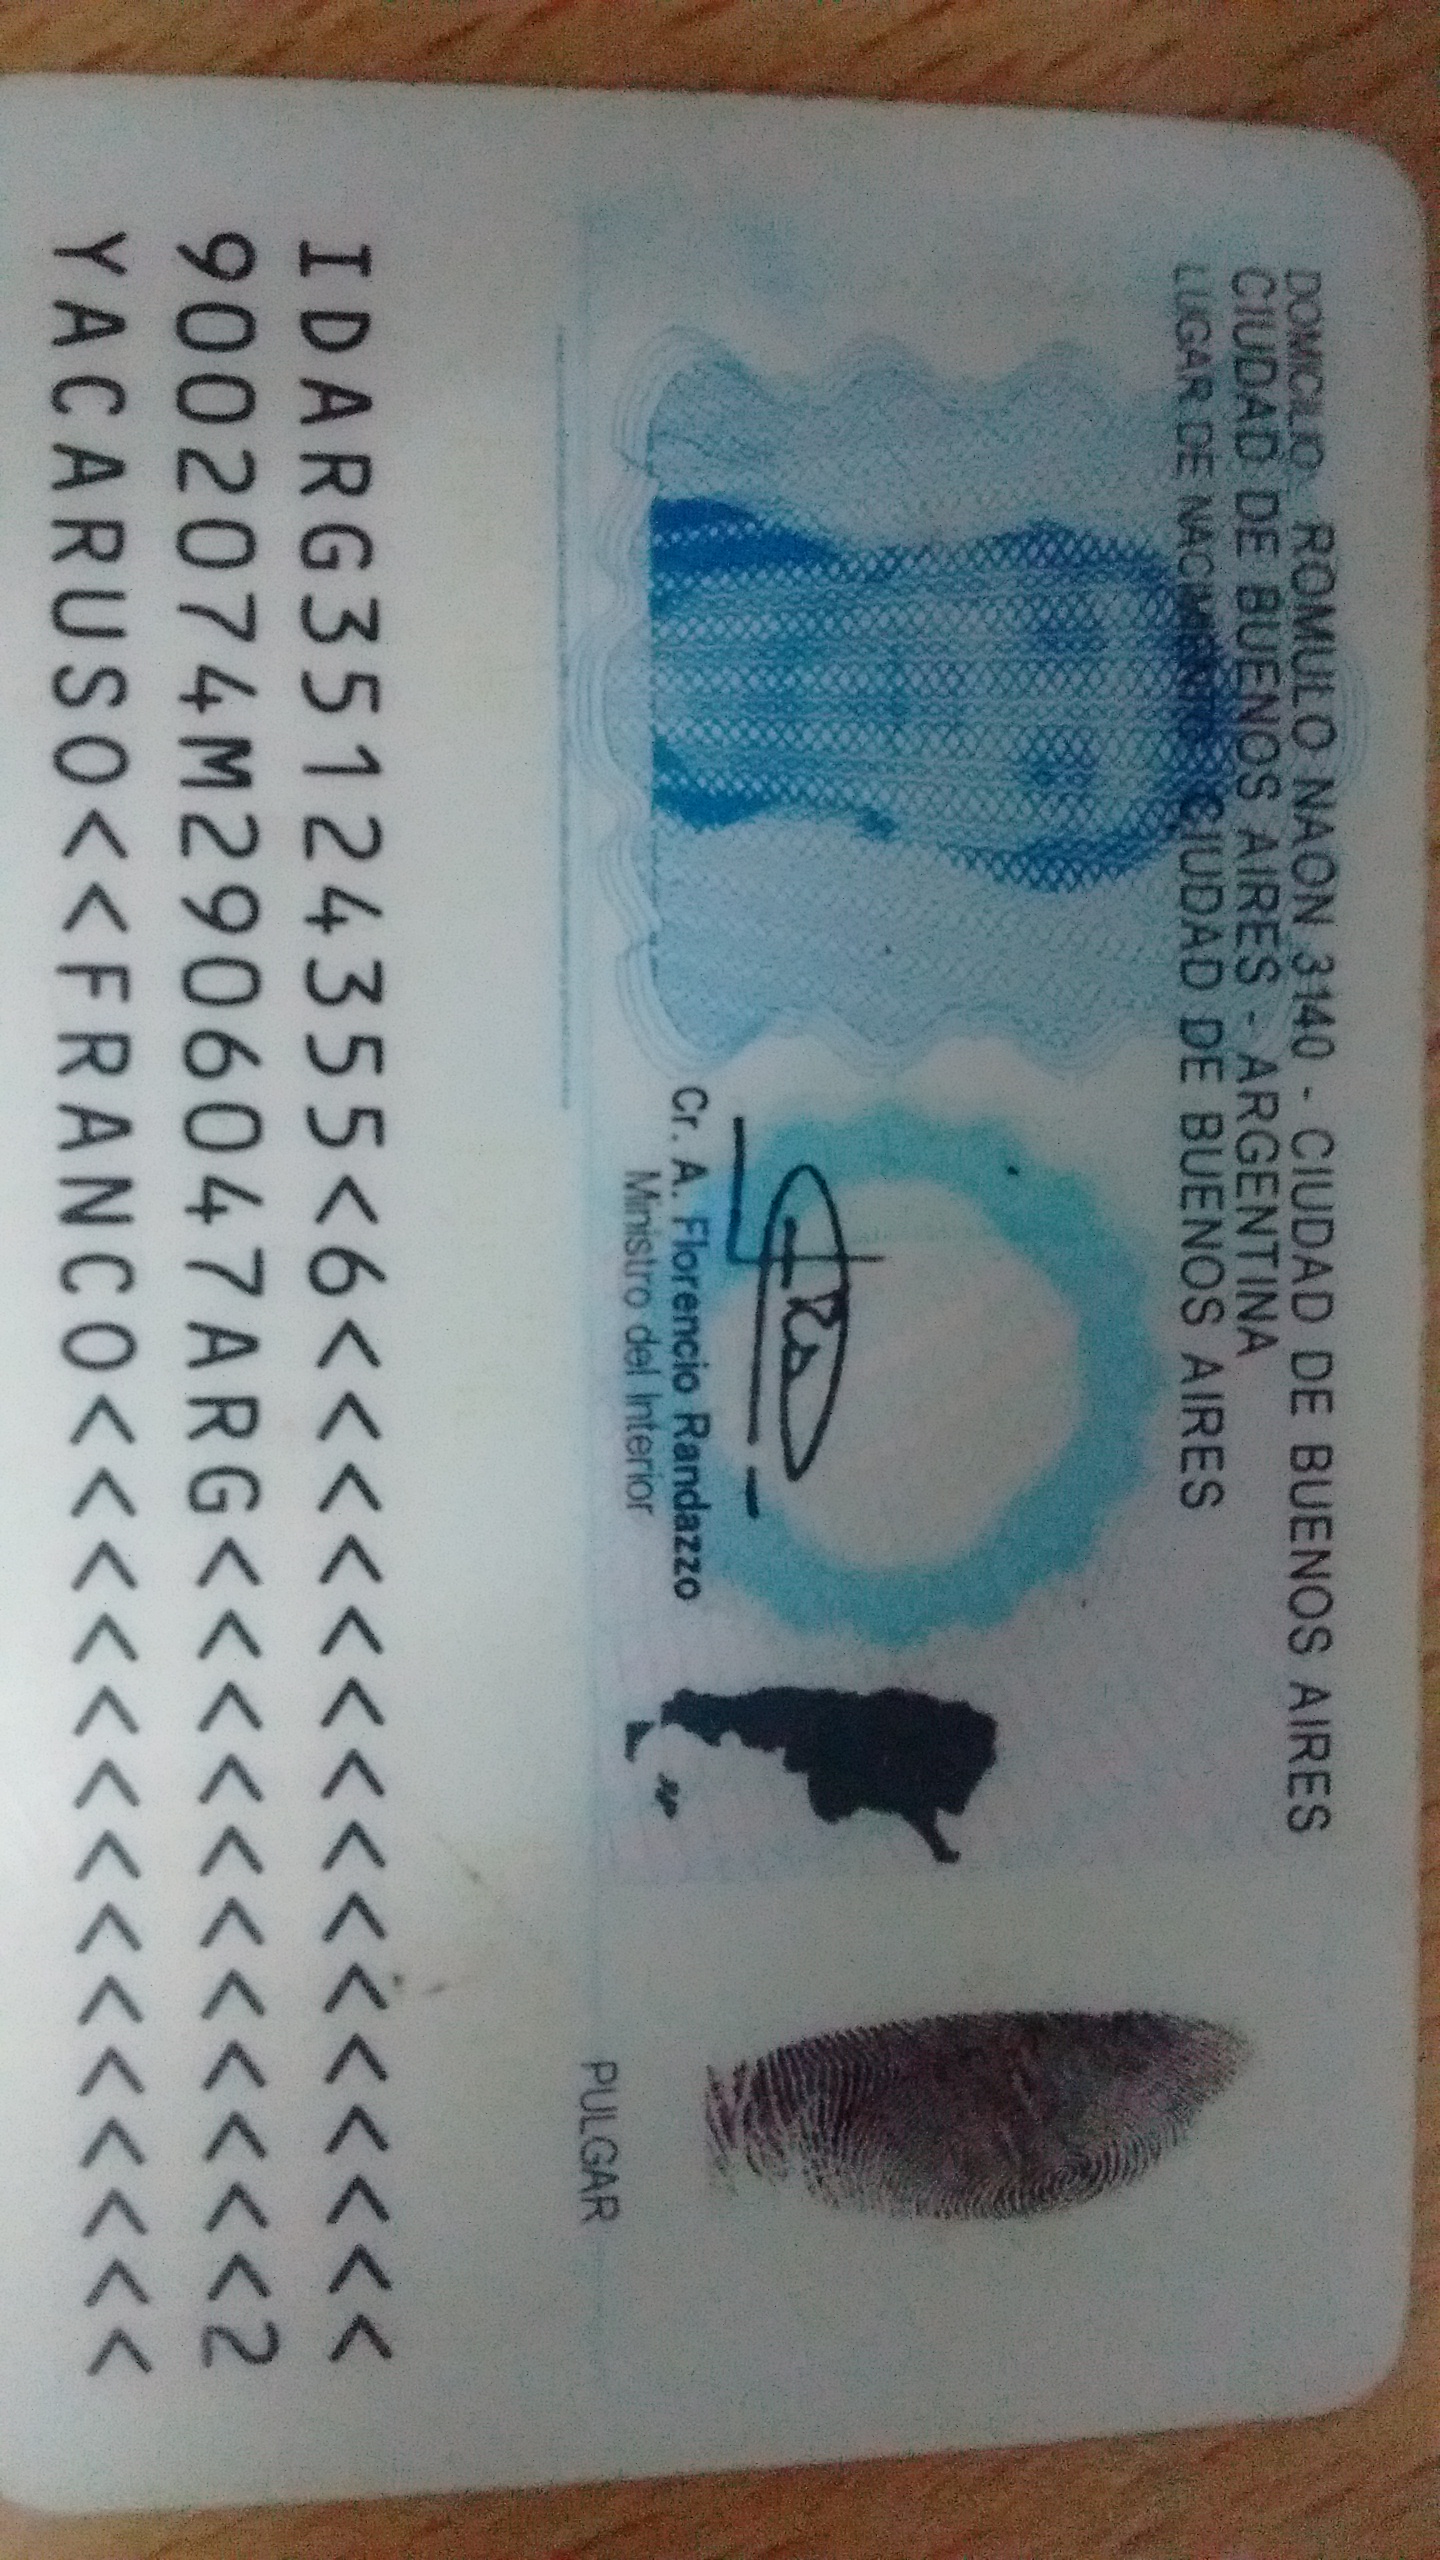 DOMICILIO: ROMULO NAON 3140 - CIUDAD DE BUENOS AIRES
CIUDAD DE BUENOS AIRES - ARGENTINA
LUGAR DE NACIMIENTO: CIUDAD DE BUENOS AIRES
Cr. A. Florencio Randazzo
Ministro del Interior
PULGAR
IDARG35124355<6<<<<<<<<<<<<<<<
9002074M2906047ARG<<<<<<<<<<<2
YACARUSO<<FRANCO<<<<<<<<<<<<<<